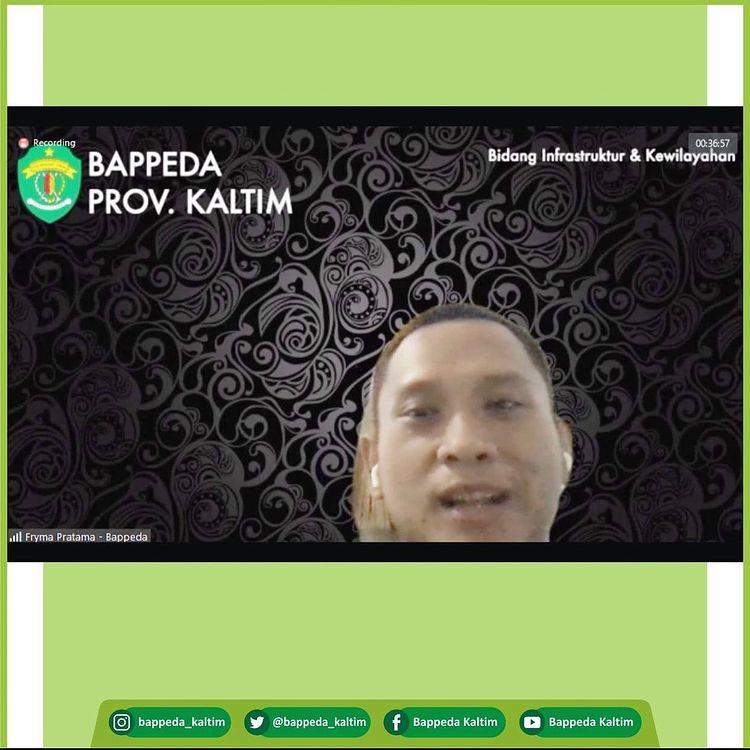 Recording
00:36:57
BAPPEDA
PROV. KALTIM
Bidang Infrastruktur & Kewilayahan
Fryma Pratama - Bappeda
bappeda_kaltim
@bappeda_kaltim
Bappeda Kaltim
Bappeda Kaltim